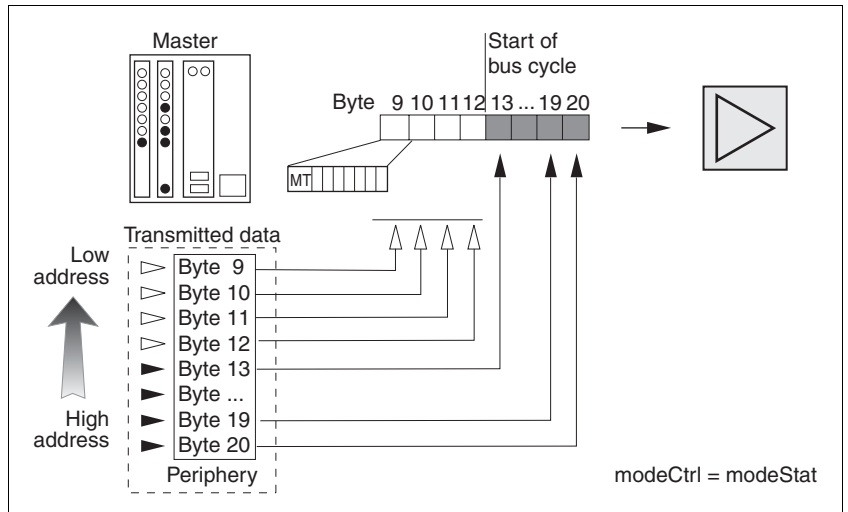 Master
Start of
bus cycle
Byte 9 10 11 12 13 ... 19 20
MT
Transmitted data
Low
address
Byte 9
Byte 10
Byte 11
Byte 12
Byte 13
Byte ...
High
address
Byte 19
Byte 20
Periphery
modeCtrl = modeStat